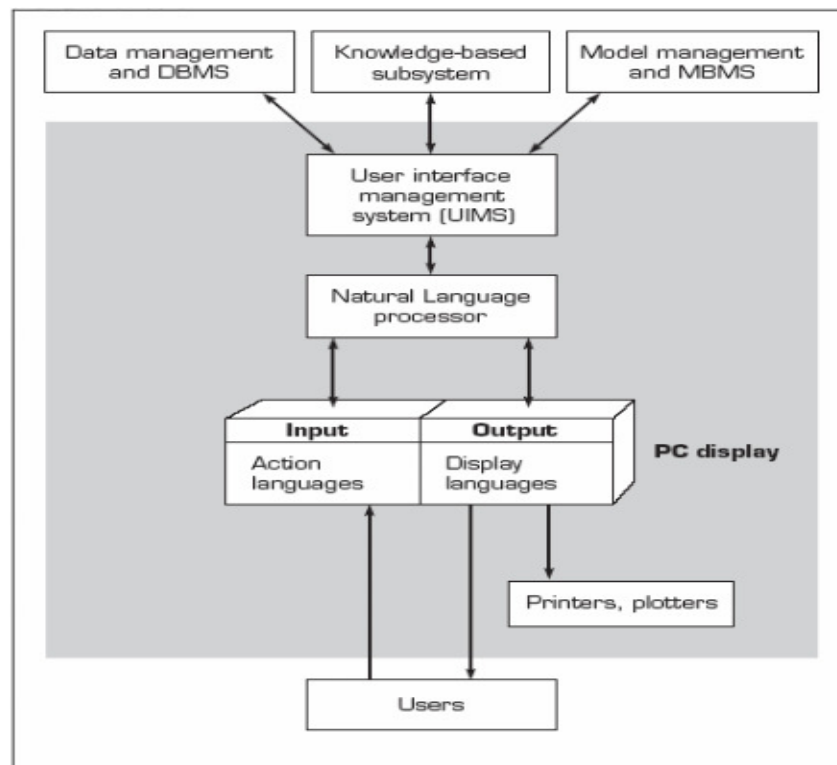 Data management
and DBMS
Knowledge-based
subsystem
Model management
and MBMS
User interface
management
system (UIMS)
Natural Language
processor
Input
Output
Action
languages
Display
languages
PC display
Printers, plotters
Users